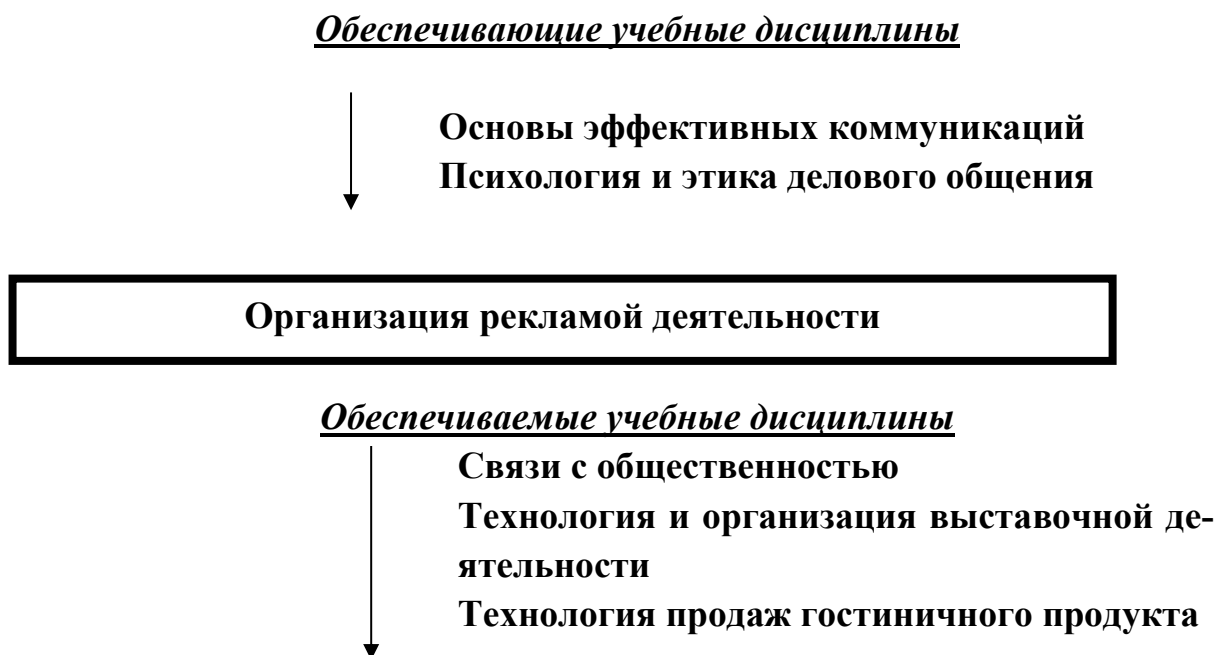 Обеспечивающие учебные дисциплины
Основы эффективных коммуникаций
Психология и этика делового общения
Организация рекламой деятельности
Обеспечиваемые учебные дисциплины
Связи с общественностью
Технология и организация выставочной де-
ятельности
Технология продаж гостиничного продукта